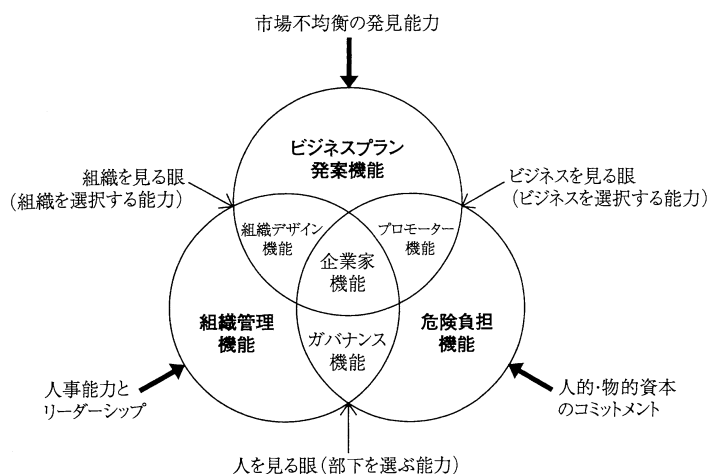 市場不均衡の発見能力
ビジネスプラン
発案機能
組織を見る眼
(組織を選択する能力)
ビジネスを見る眼
(ビジネスを選択する能力)
組織デザイン
機能
プロモーター
機能
企業家
機能
組織管理
機能
ガバナンス
機能
危険負担
機能
人事能力と
リーダーシップ
人的・物的資本
のコミットメント
人を見る眼(部下を選ぶ能力)